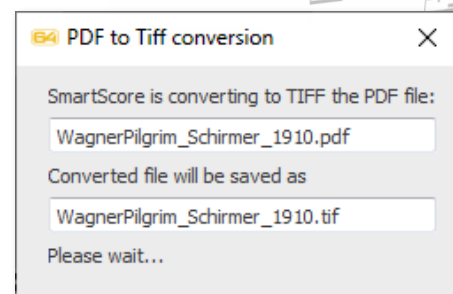 64 PDF to Tiff conversion
SmartScore is converting to TIFF the PDF file:
WagnerPilgrim_Schirmer_1910.pdf
Converted file will be saved as
WagnerPilgrim_Schirmer_1910.tif
Please wait...